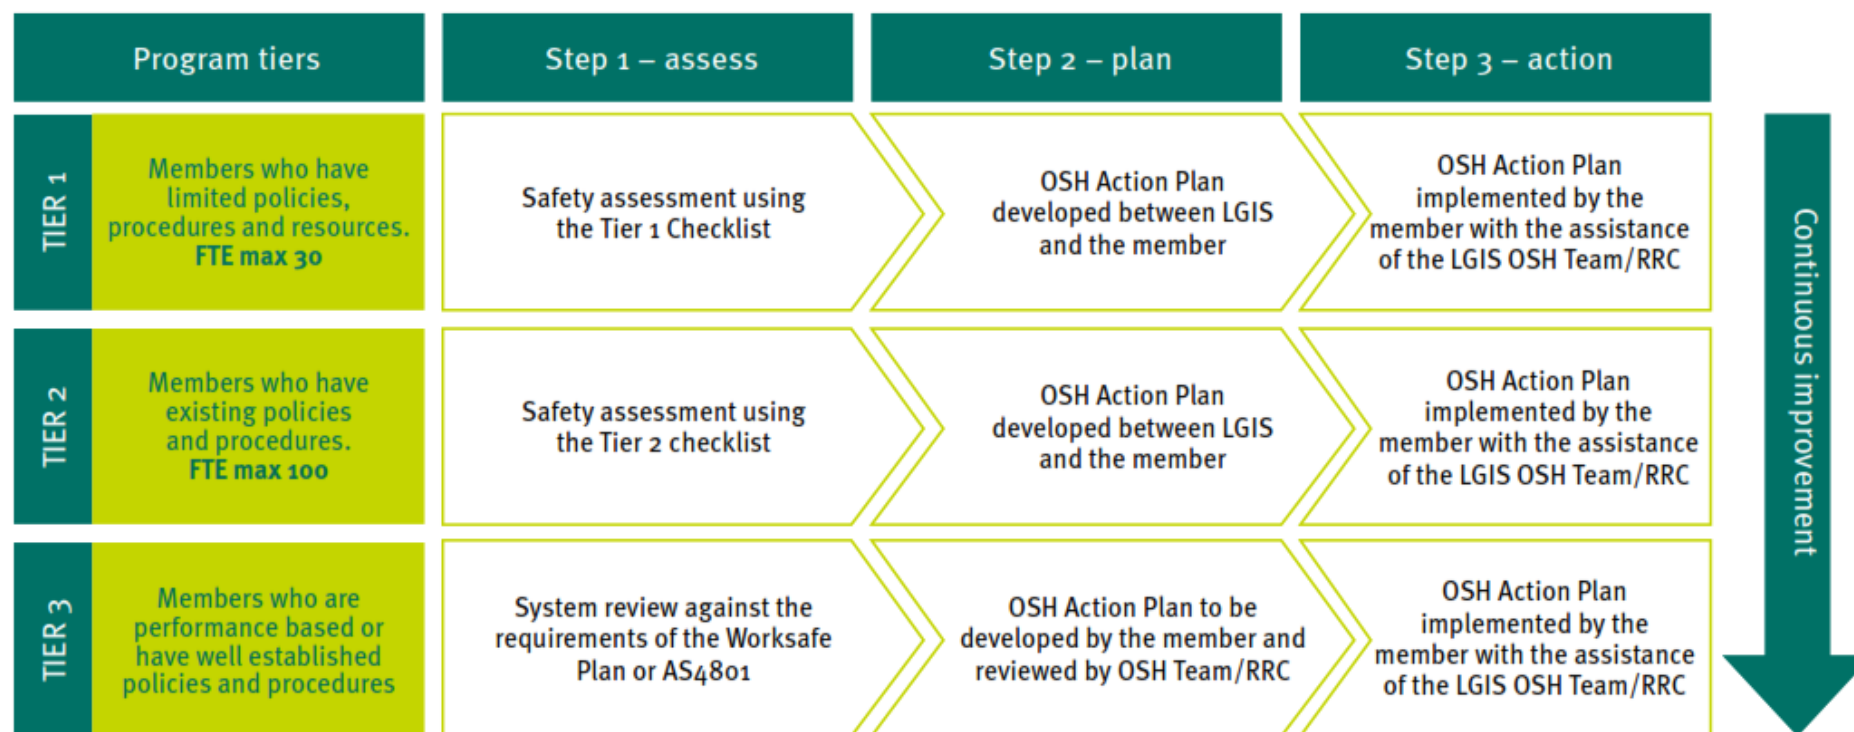 Program tiers
Step 1 – assess
Step 2 – plan
Step 3 – action
TIER 1
Members who have
limited policies,
procedures and resources.
FTE max 30
Safety assessment using
the Tier 1 Checklist
OSH Action Plan
developed between LGIS
and the member
OSH Action Plan
implemented by the
member with the assistance
of the LGIS OSH Team/RRC
TIER 2
Members who have
existing policies
and procedures.
FTE max 100
Safety assessment using
the Tier 2 checklist
OSH Action Plan
developed between LGIS
and the member
OSH Action Plan
implemented by the
member with the assistance
of the LGIS OSH Team/RRC
TIER 3
Members who are
performance based or
have well established
policies and procedures
System review against the
requirements of the Worksafe
Plan or AS4801
OSH Action Plan to be
developed by the member and
reviewed by OSH Team/RRC
OSH Action Plan
implemented by the
member with the assistance
of the LGIS OSH Team/RRC
Continuous improvement